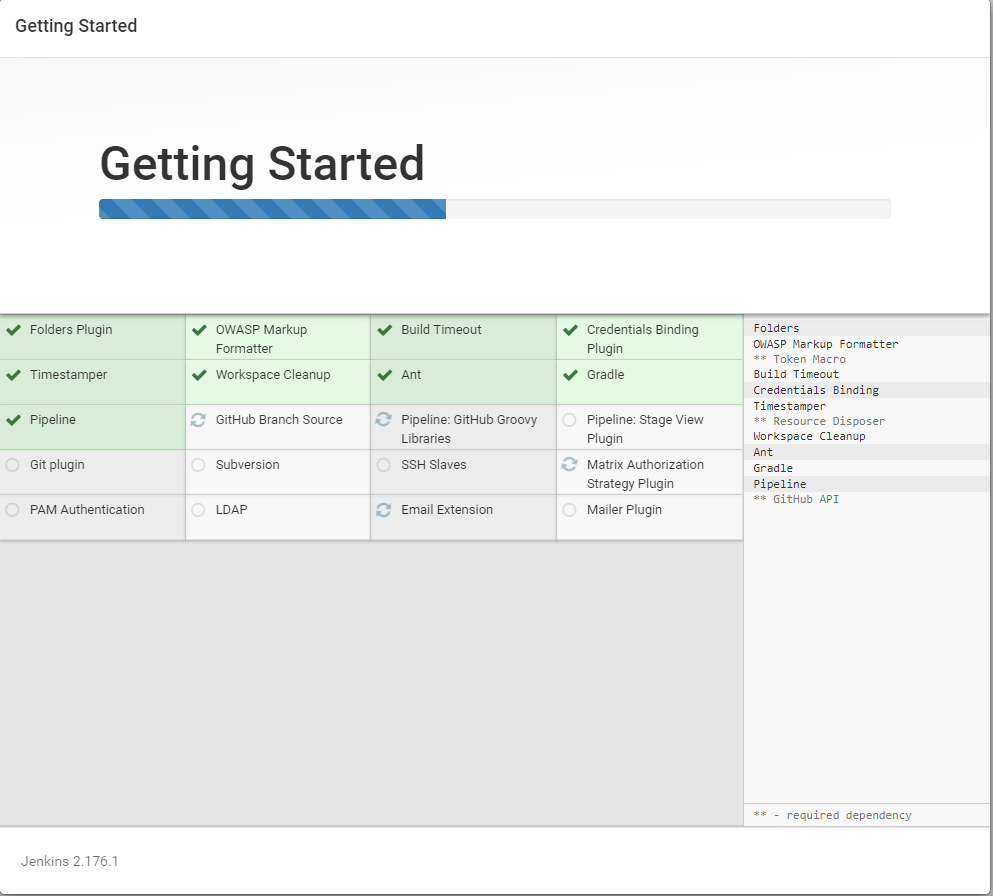 Getting Started
Getting Started
Folders Plugin
OWASP Markup
Formatter
Build Timeout
Credentials Binding
Plugin
Timestamper
Workspace Cleanup
Ant
Gradle
Pipeline
GitHub Branch Source
Pipeline: GitHub Groovy
Libraries
Pipeline: Stage View
Plugin
Git plugin
Subversion
SSH Slaves
Matrix Authorization
Strategy Plugin
PAM Authentication
LDAP
Email Extension
Mailer Plugin
Folders
OWASP Markup Formatter
** Token Macro
Build Timeout
Credentials Binding
Timestamper
** Resource Disposer
Workspace Cleanup
Ant
Gradle
Pipeline
** GitHub API
** - required dependency
Jenkins 2.176.1